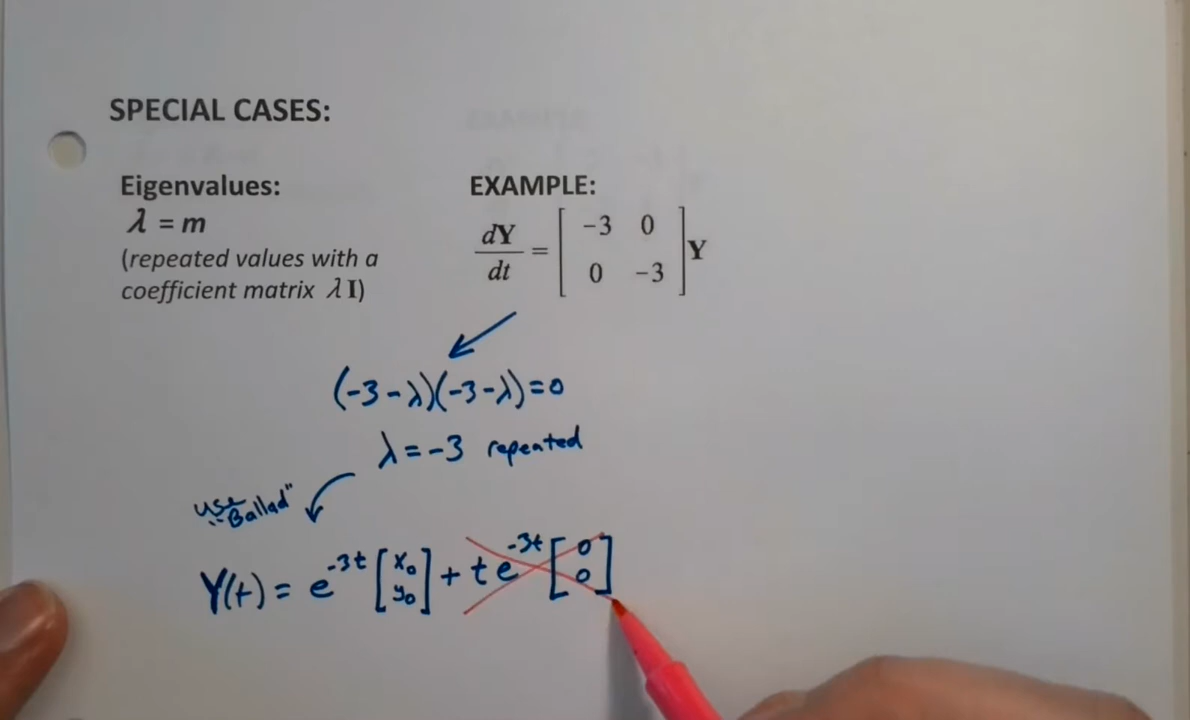 SPECIAL CASES:
Eigenvalues:
λ = m
(repeated values with a
coefficient matrix λ I)
EXAMPLE:
dY/dt = [ -3 0 ; 0 -3 ] Y
(-3-λ)(-3-λ)=0
λ=-3 repeated
use
"Ballad"
Y(t) = e^-3t [x₀ ; y₀] + te^-3t [0 ; 0]